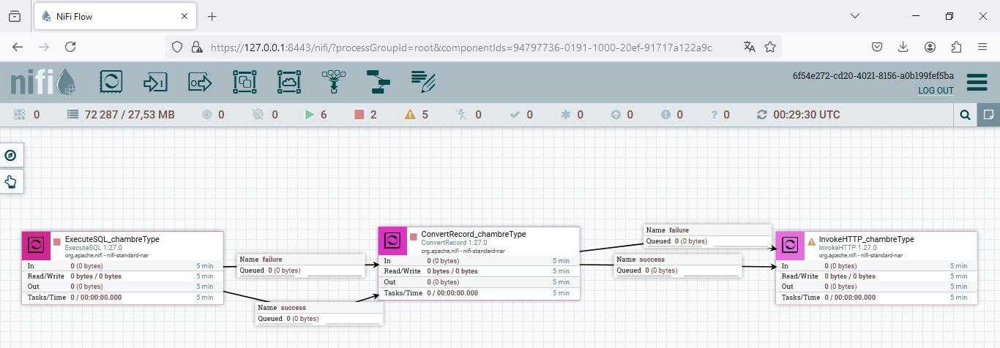 NiFi Flow
https://127.0.0.1:8443/nifi/?processGroupId=root&componentIds=94797736-0191-1000-20ef-91717a122a9c
nifi
6f54e272-cd20-4021-8156-a0b199fef5ba
LOG OUT
0 72 287 / 27,53 MB 0 0 6 2 5 0 0 0 0 0 ? 0 00:29:30 UTC
ExecuteSQL_chambreType
ExecuteSQL 1.27.0
org.apache.nifi - nifi-standard-nar
In 0 (0 bytes) 5 min
Read/Write 0 bytes / 0 bytes 5 min
Out 0 (0 bytes) 5 min
Tasks/Time 0 / 00:00:00.000 5 min
Name failure
Queued 0 (0 bytes)
Name success
Queued 0 (0 bytes)
ConvertRecord_chambreType
ConvertRecord 1.27.0
org.apache.nifi - nifi-standard-nar
In 0 (0 bytes) 5 min
Read/Write 0 bytes / 0 bytes 5 min
Out 0 (0 bytes) 5 min
Tasks/Time 0 / 00:00:00.000 5 min
Name failure
Queued 0 (0 bytes)
Name success
Queued 0 (0 bytes)
InvokeHTTP_chambreType
InvokeHTTP 1.27.0
org.apache.nifi - nifi-standard-nar
In 0 (0 bytes) 5 min
Read/Write 0 bytes / 0 bytes 5 min
Out 0 (0 bytes) 5 min
Tasks/Time 0 / 00:00:00.000 5 min